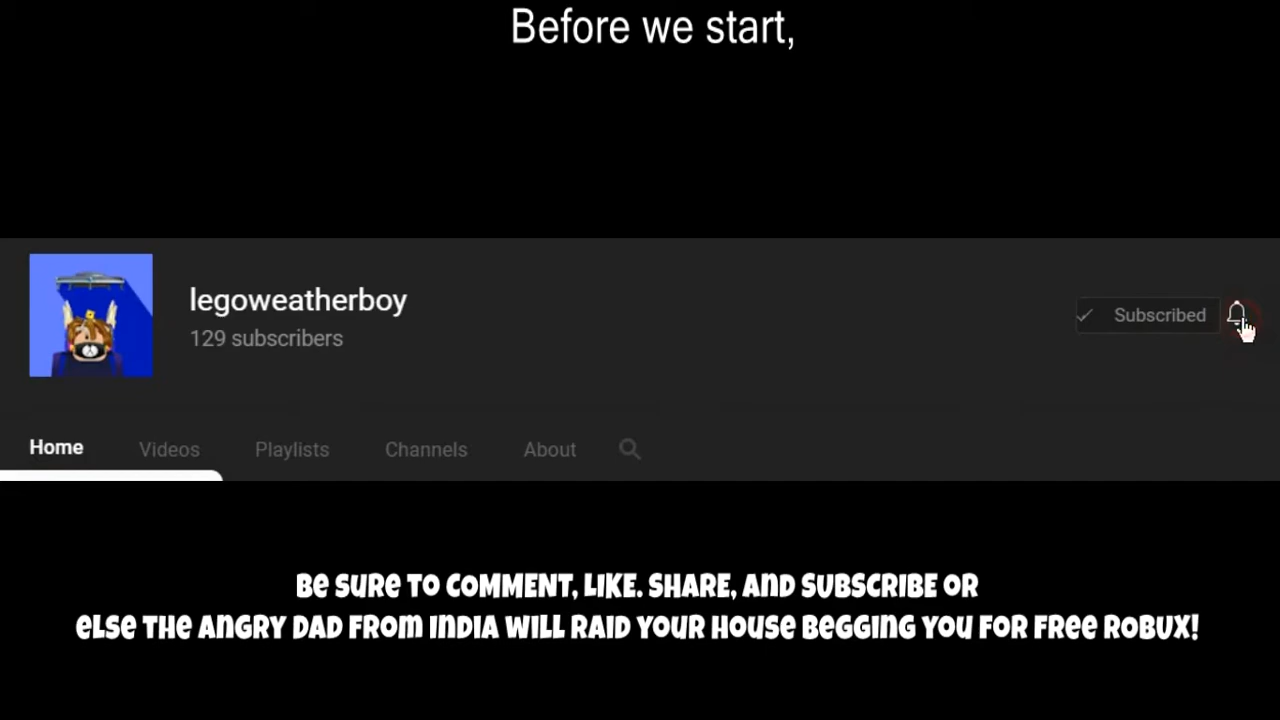 Before we start,
legoweatherboy
129 subscribers
Subscribed
Home Videos Playlists Channels About
BE SURE TO COMMENT, LIKE. SHARE, AND SUBSCRIBE OR
ELSE THE ANGRY DAD FROM INDIA WILL RAID YOUR HOUSE BEGGING YOU FOR FREE ROBUX!